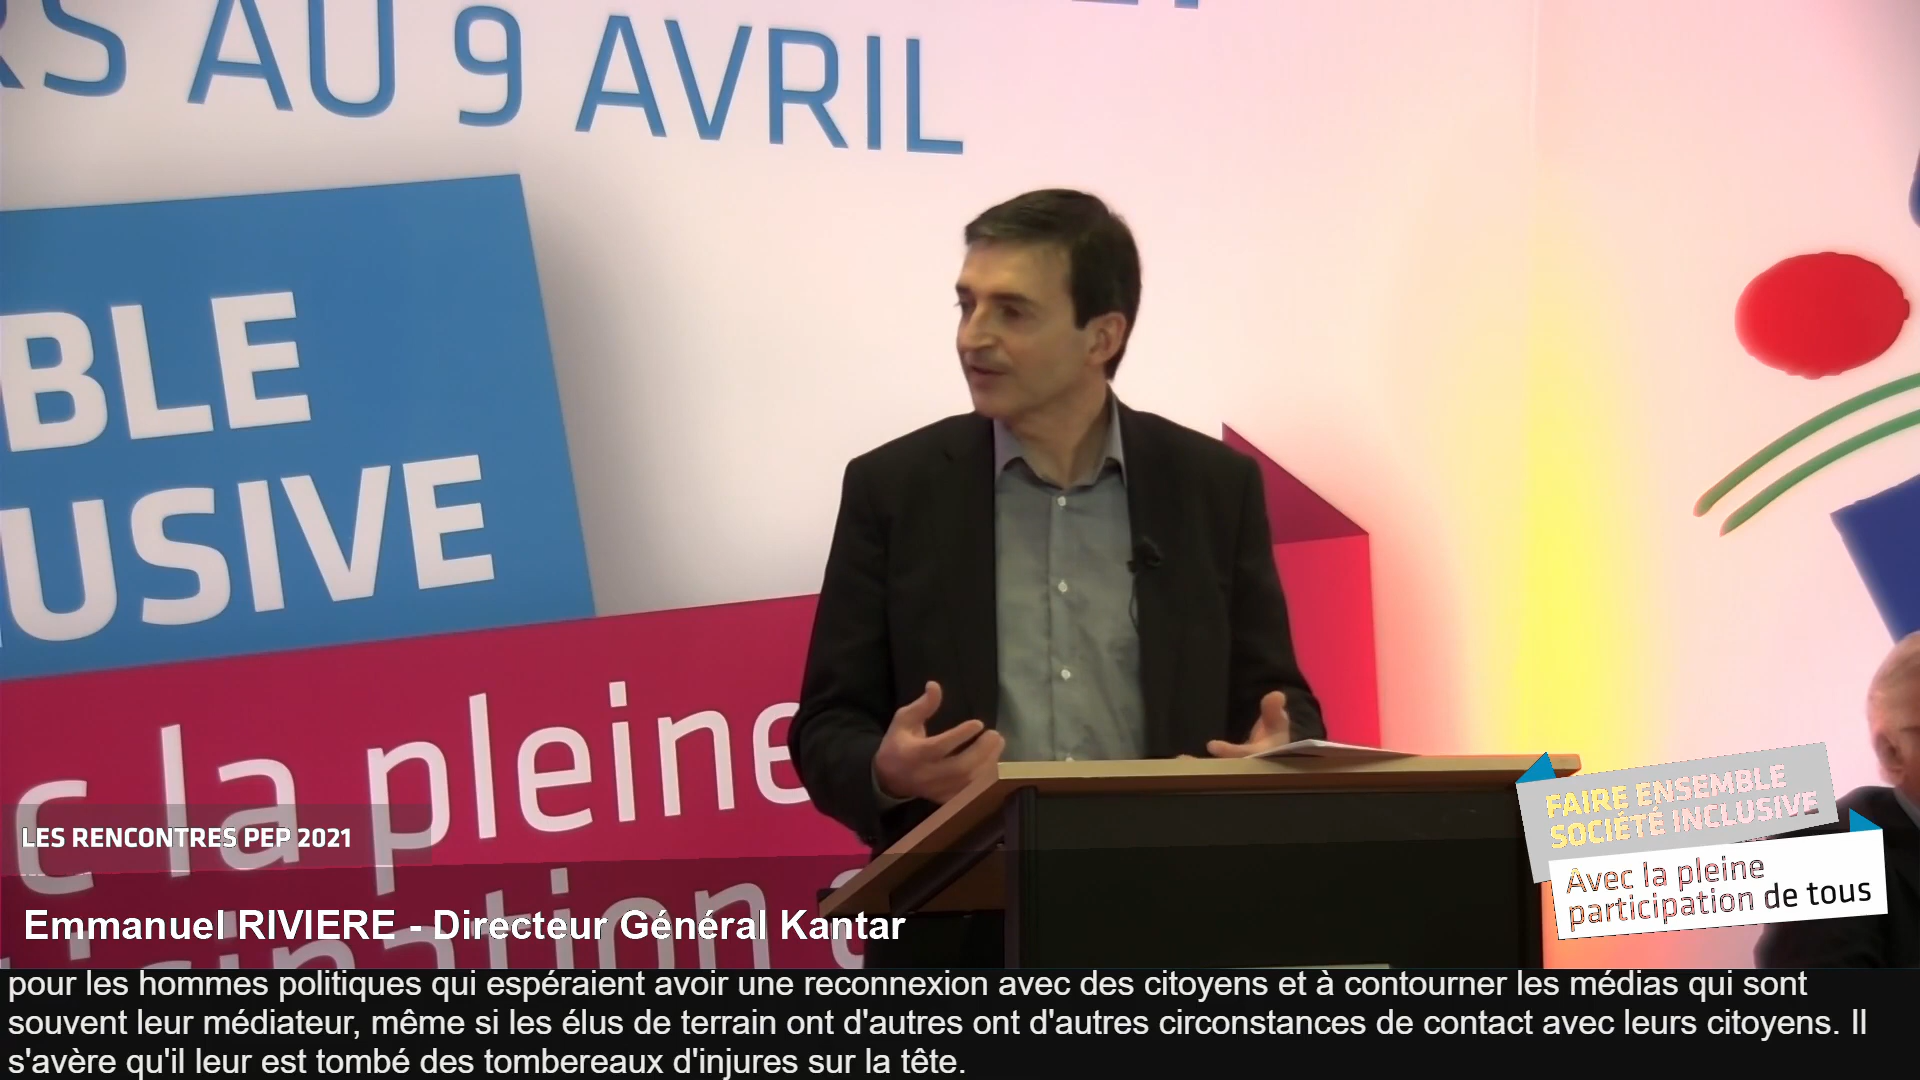 RS AU 9 AVRIL
BLE
USIVE
c la pleine
LES RENCONTRES PEP 2021
Emmanuel RIVIERE - Directeur Général Kantar
FAIRE ENSEMBLE
SOCIÉTÉ INCLUSIVE
Avec la pleine
participation de tous
pour les hommes politiques qui espéraient avoir une reconnexion avec des citoyens et à contourner les médias qui sont
souvent leur médiateur, même si les élus de terrain ont d'autres ont d'autres circonstances de contact avec leurs citoyens. Il
s'avère qu'il leur est tombé des tombereaux d'injures sur la tête.